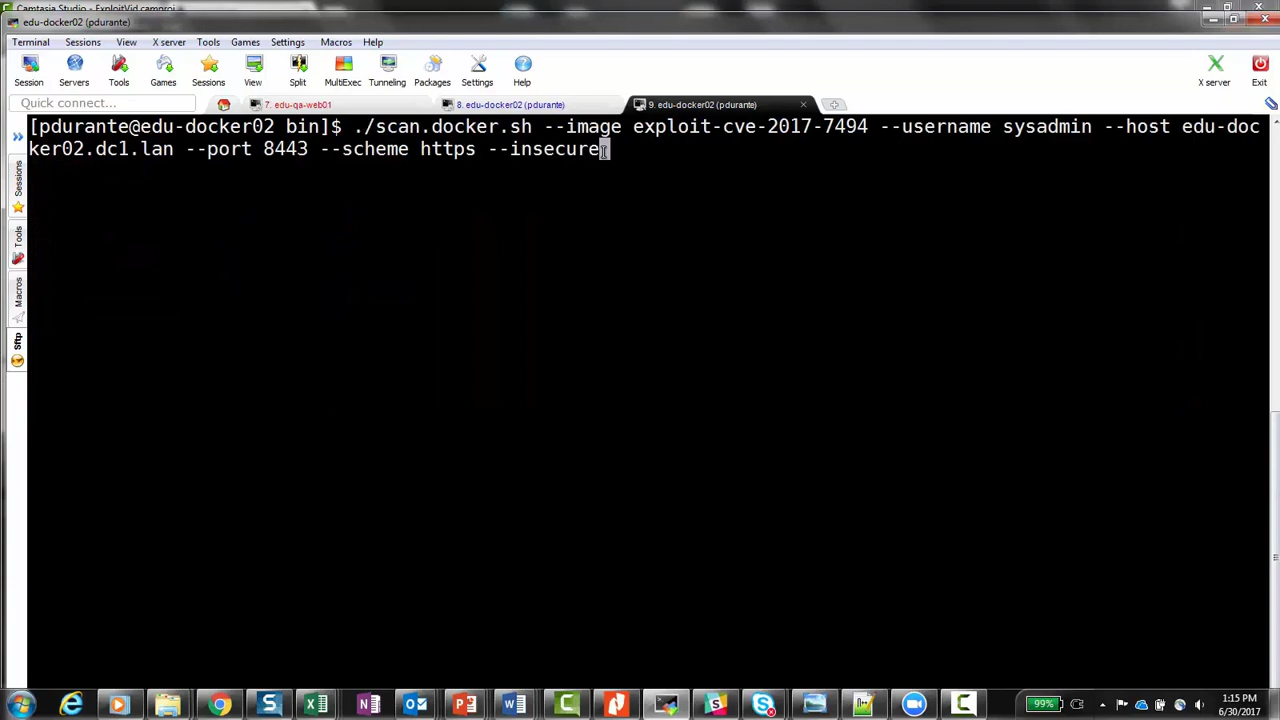 Camtasia Studio - ExploitVid.camproj
edu-docker02 (pdurante)
Terminal Sessions View X server Tools Games Settings Macros Help
Session Servers Tools Games Sessions View Split MultiExec Tunneling Packages Settings Help X server Exit
Quick connect... 7. edu-qa-web01 8. edu-docker02 (pdurante) 9. edu-docker02 (pdurante)
[pdurante@edu-docker02 bin]$ ./scan.docker.sh --image exploit-cve-2017-7494 --username sysadmin --host edu-doc
ker02.dc1.lan --port 8443 --scheme https --insecure
Sessions
Tools
Macros
Sftp
99% 1:15 PM
6/30/2017